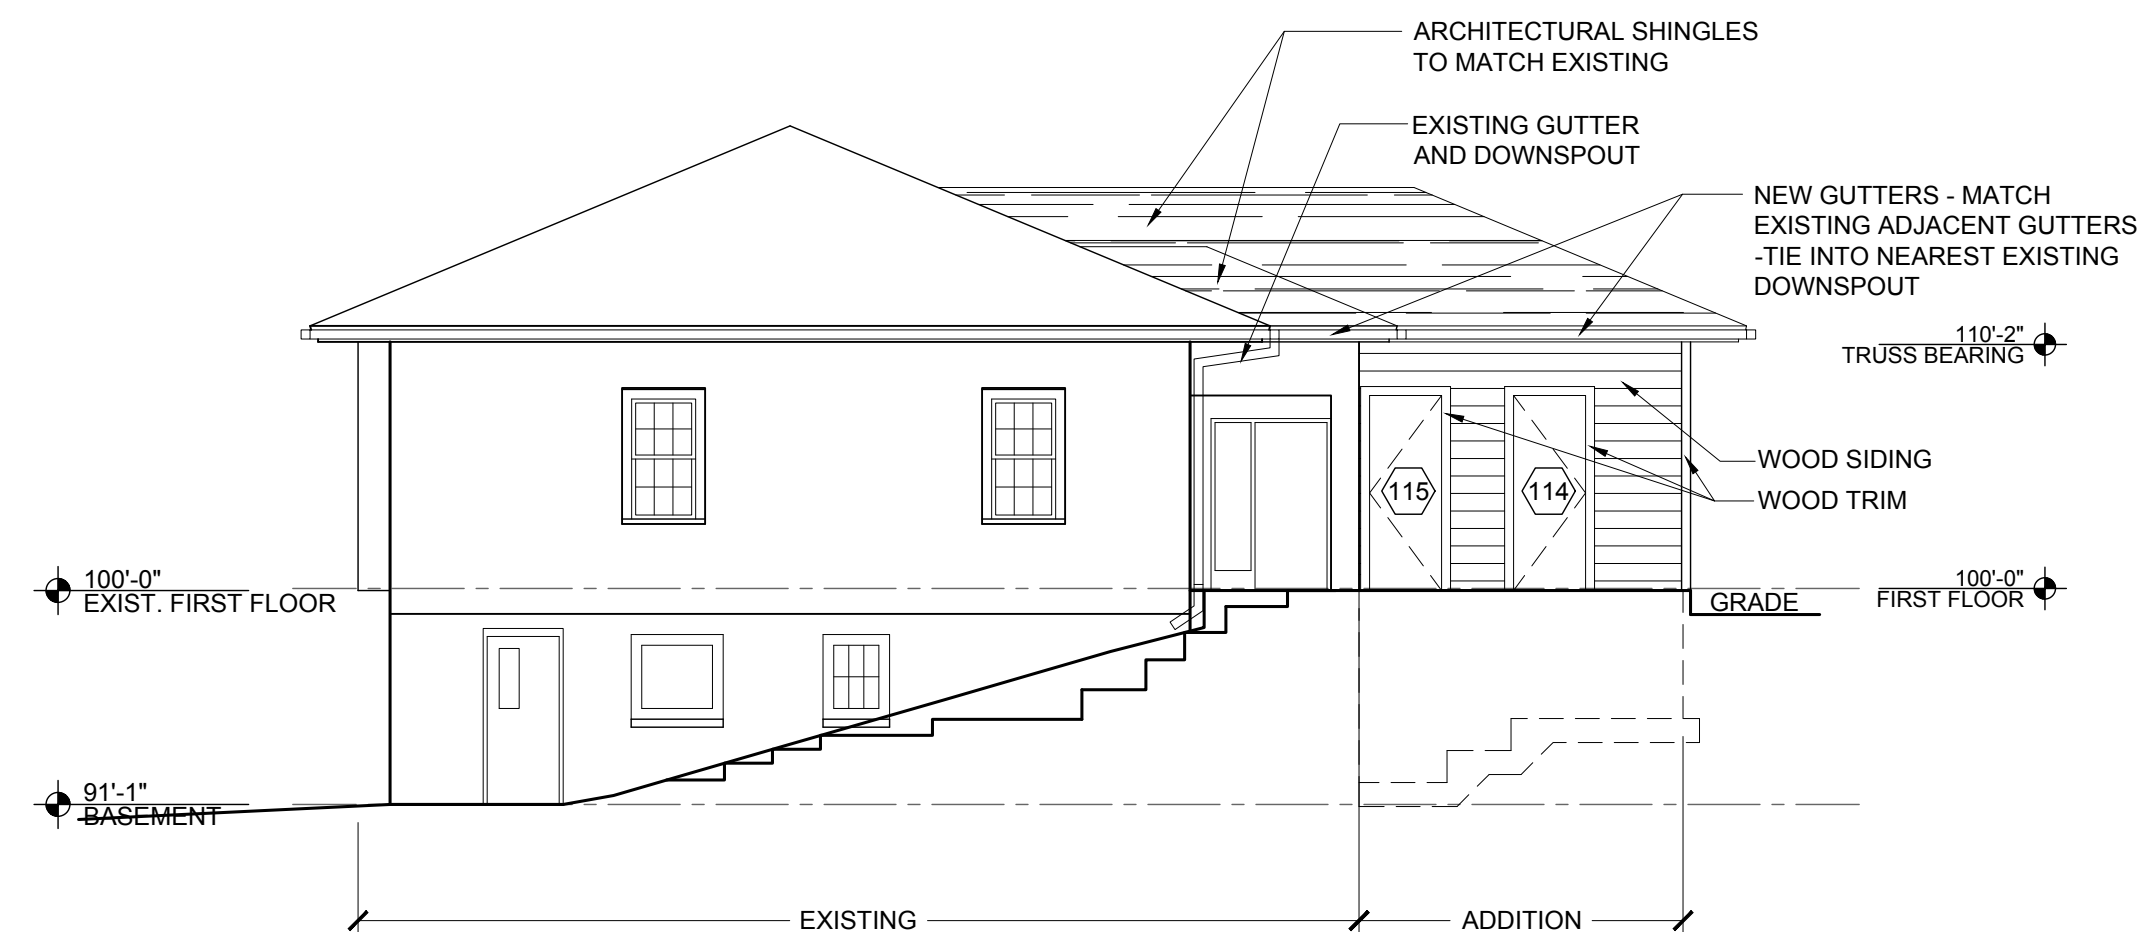 ARCHITECTURAL SHINGLES
TO MATCH EXISTING
EXISTING GUTTER
AND DOWNSPOUT
NEW GUTTERS - MATCH
EXISTING ADJACENT GUTTERS
-TIE INTO NEAREST EXISTING
DOWNSPOUT
110'-2"
TRUSS BEARING
WOOD SIDING
115
114
WOOD TRIM
100'-0"
EXIST. FIRST FLOOR
100'-0"
FIRST FLOOR
GRADE
91'-1"
BASEMENT
EXISTING
ADDITION